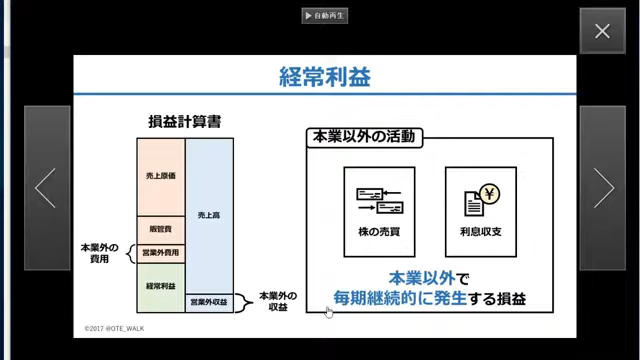 自動再生
経常利益
損益計算書
売上原価
販管費
営業外費用
経常利益
売上高
営業外収益
本業外の
費用
本業外の
収益
本業以外の活動
株の売買
利息収支
本業以外で
毎期継続的に発生する損益
©2017 @OTE_WALK